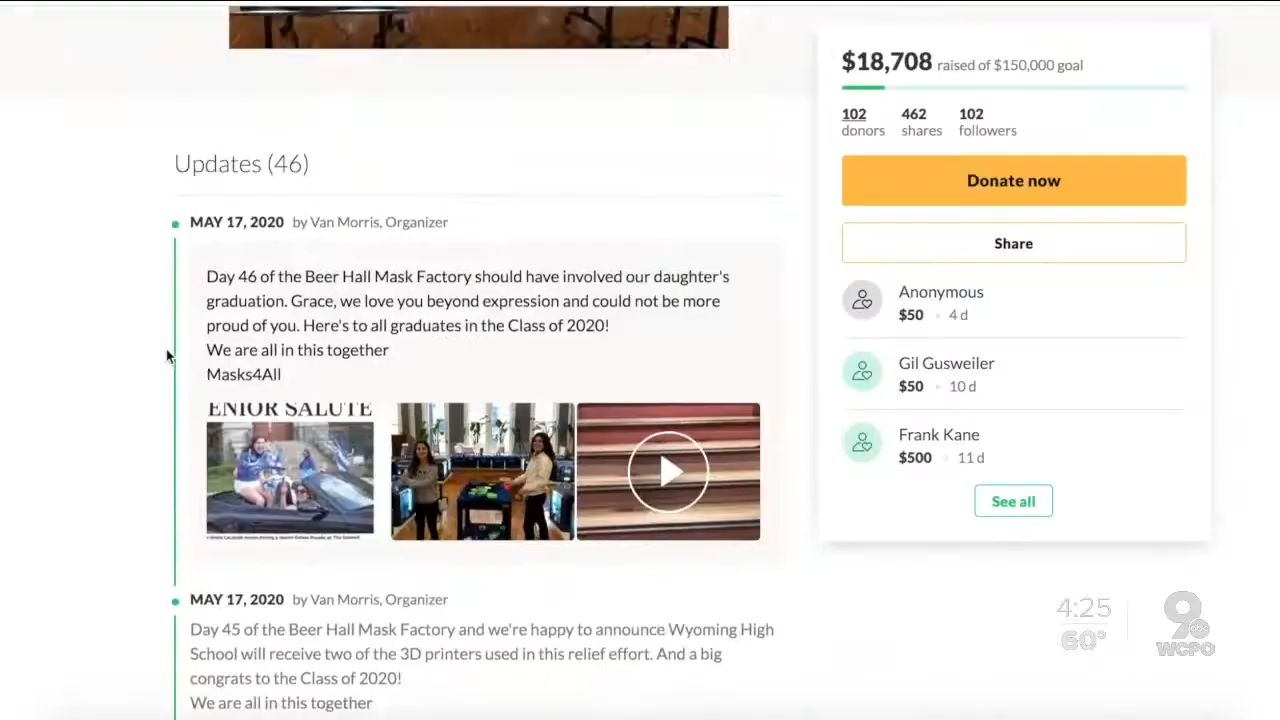 Updates (46)
MAY 17, 2020 by Van Morris, Organizer
Day 46 of the Beer Hall Mask Factory should have involved our daughter's
graduation. Grace, we love you beyond expression and could not be more
proud of you. Here's to all graduates in the Class of 2020!
We are all in this together
Masks4All
ENIOR SALUTE
MAY 17, 2020 by Van Morris, Organizer
Day 45 of the Beer Hall Mask Factory and we're happy to announce Wyoming High
School will receive two of the 3D printers used in this relief effort. And a big
congrats to the Class of 2020!
We are all in this together
$18,708 raised of $150,000 goal
102 462 102
donors shares followers
Donate now
Share
Anonymous
$50 • 4 d
Gil Gusweiler
$50 • 10 d
Frank Kane
$500 • 11 d
See all
4:25
60°
9
abc
WCPO